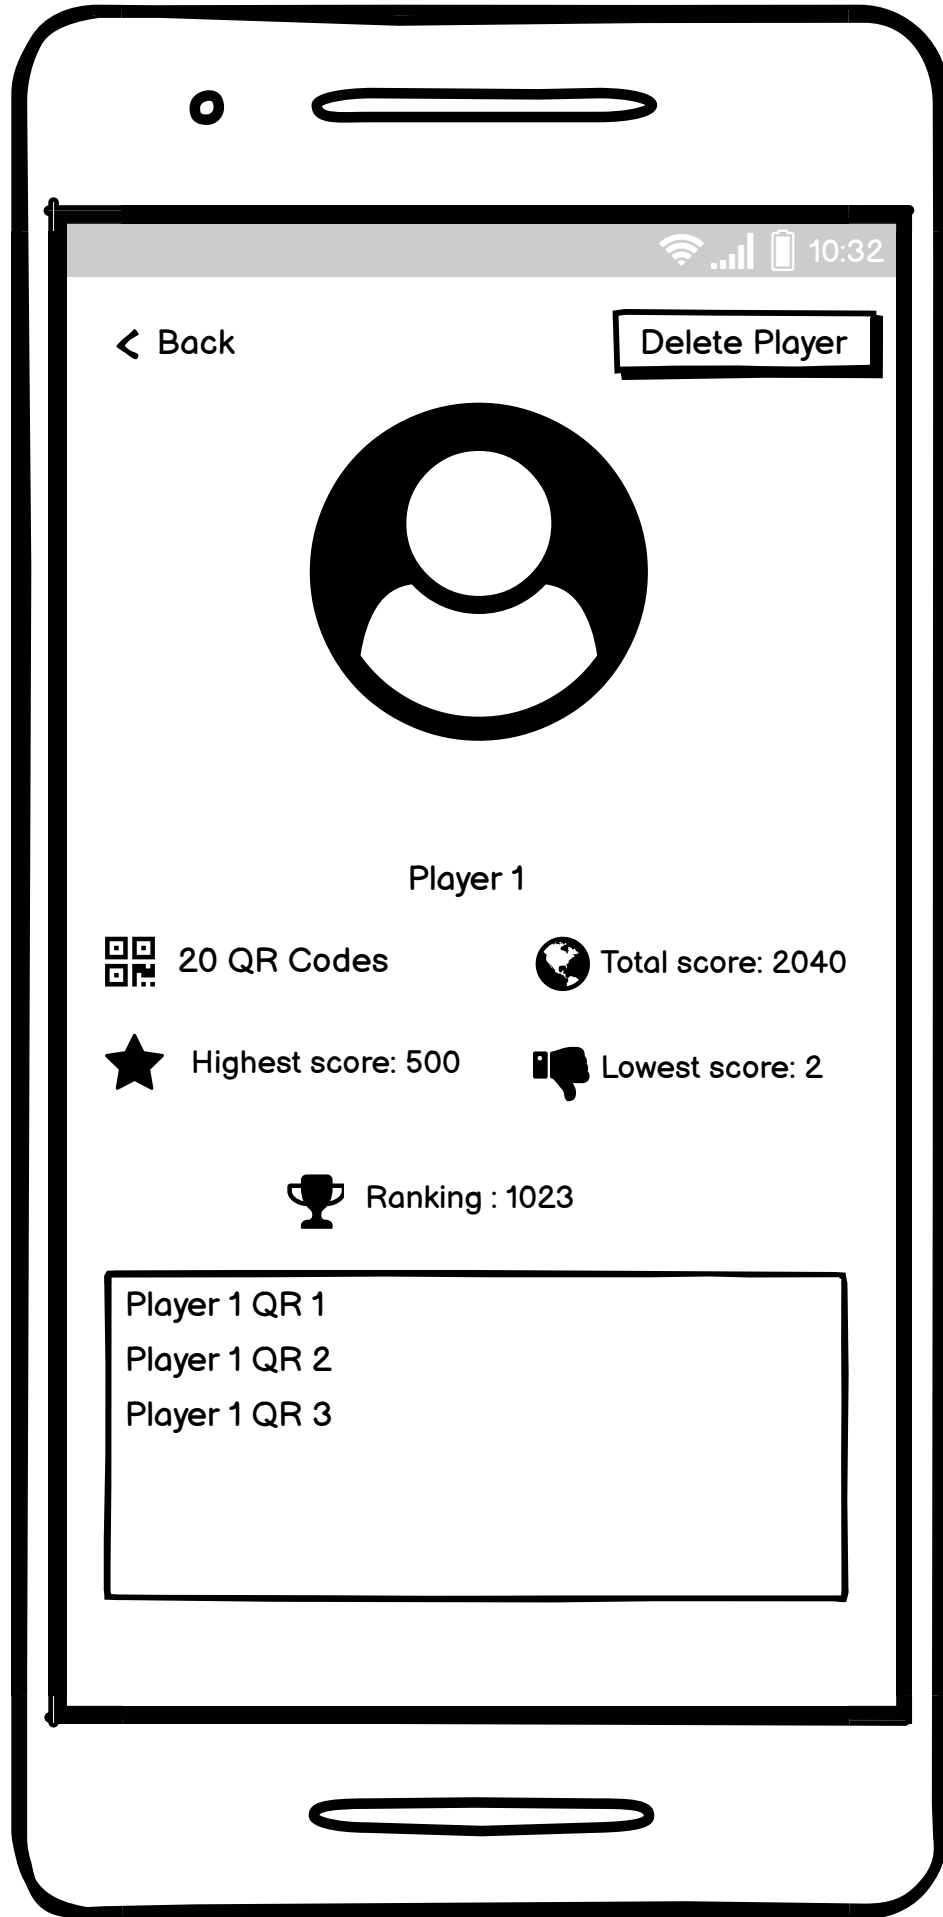 10:32
Back
Delete Player
Player 1
20 QR Codes
Total score: 2040
Highest score: 500
Lowest score: 2
Ranking : 1023
Player 1 QR 1
Player 1 QR 2
Player 1 QR 3